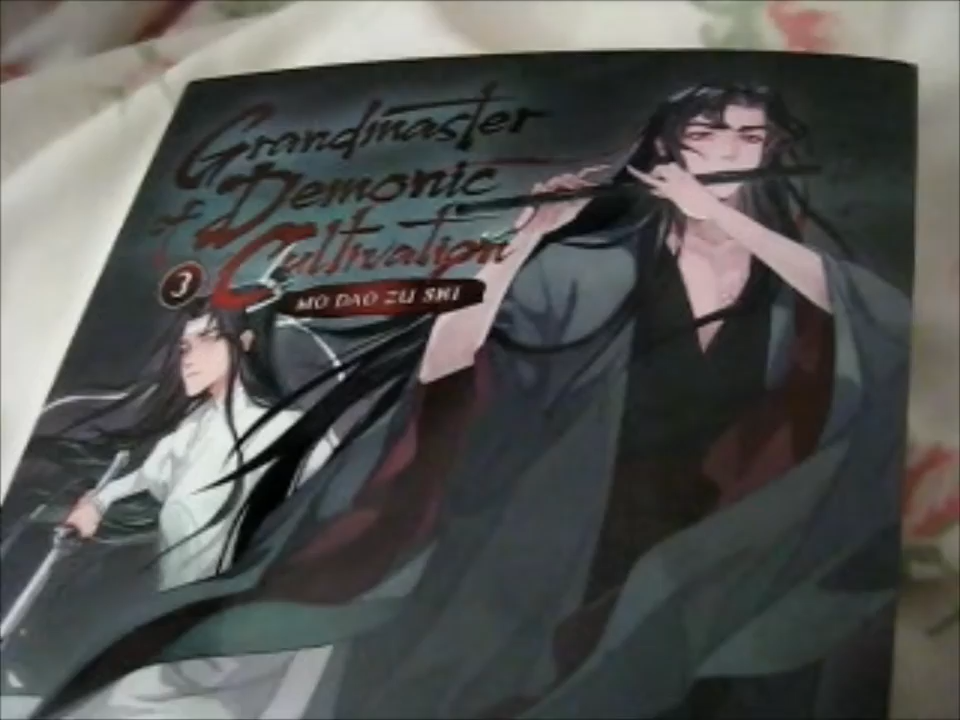 Grandmaster
of Demonic
Cultivation
3
MO DAO ZU SHI